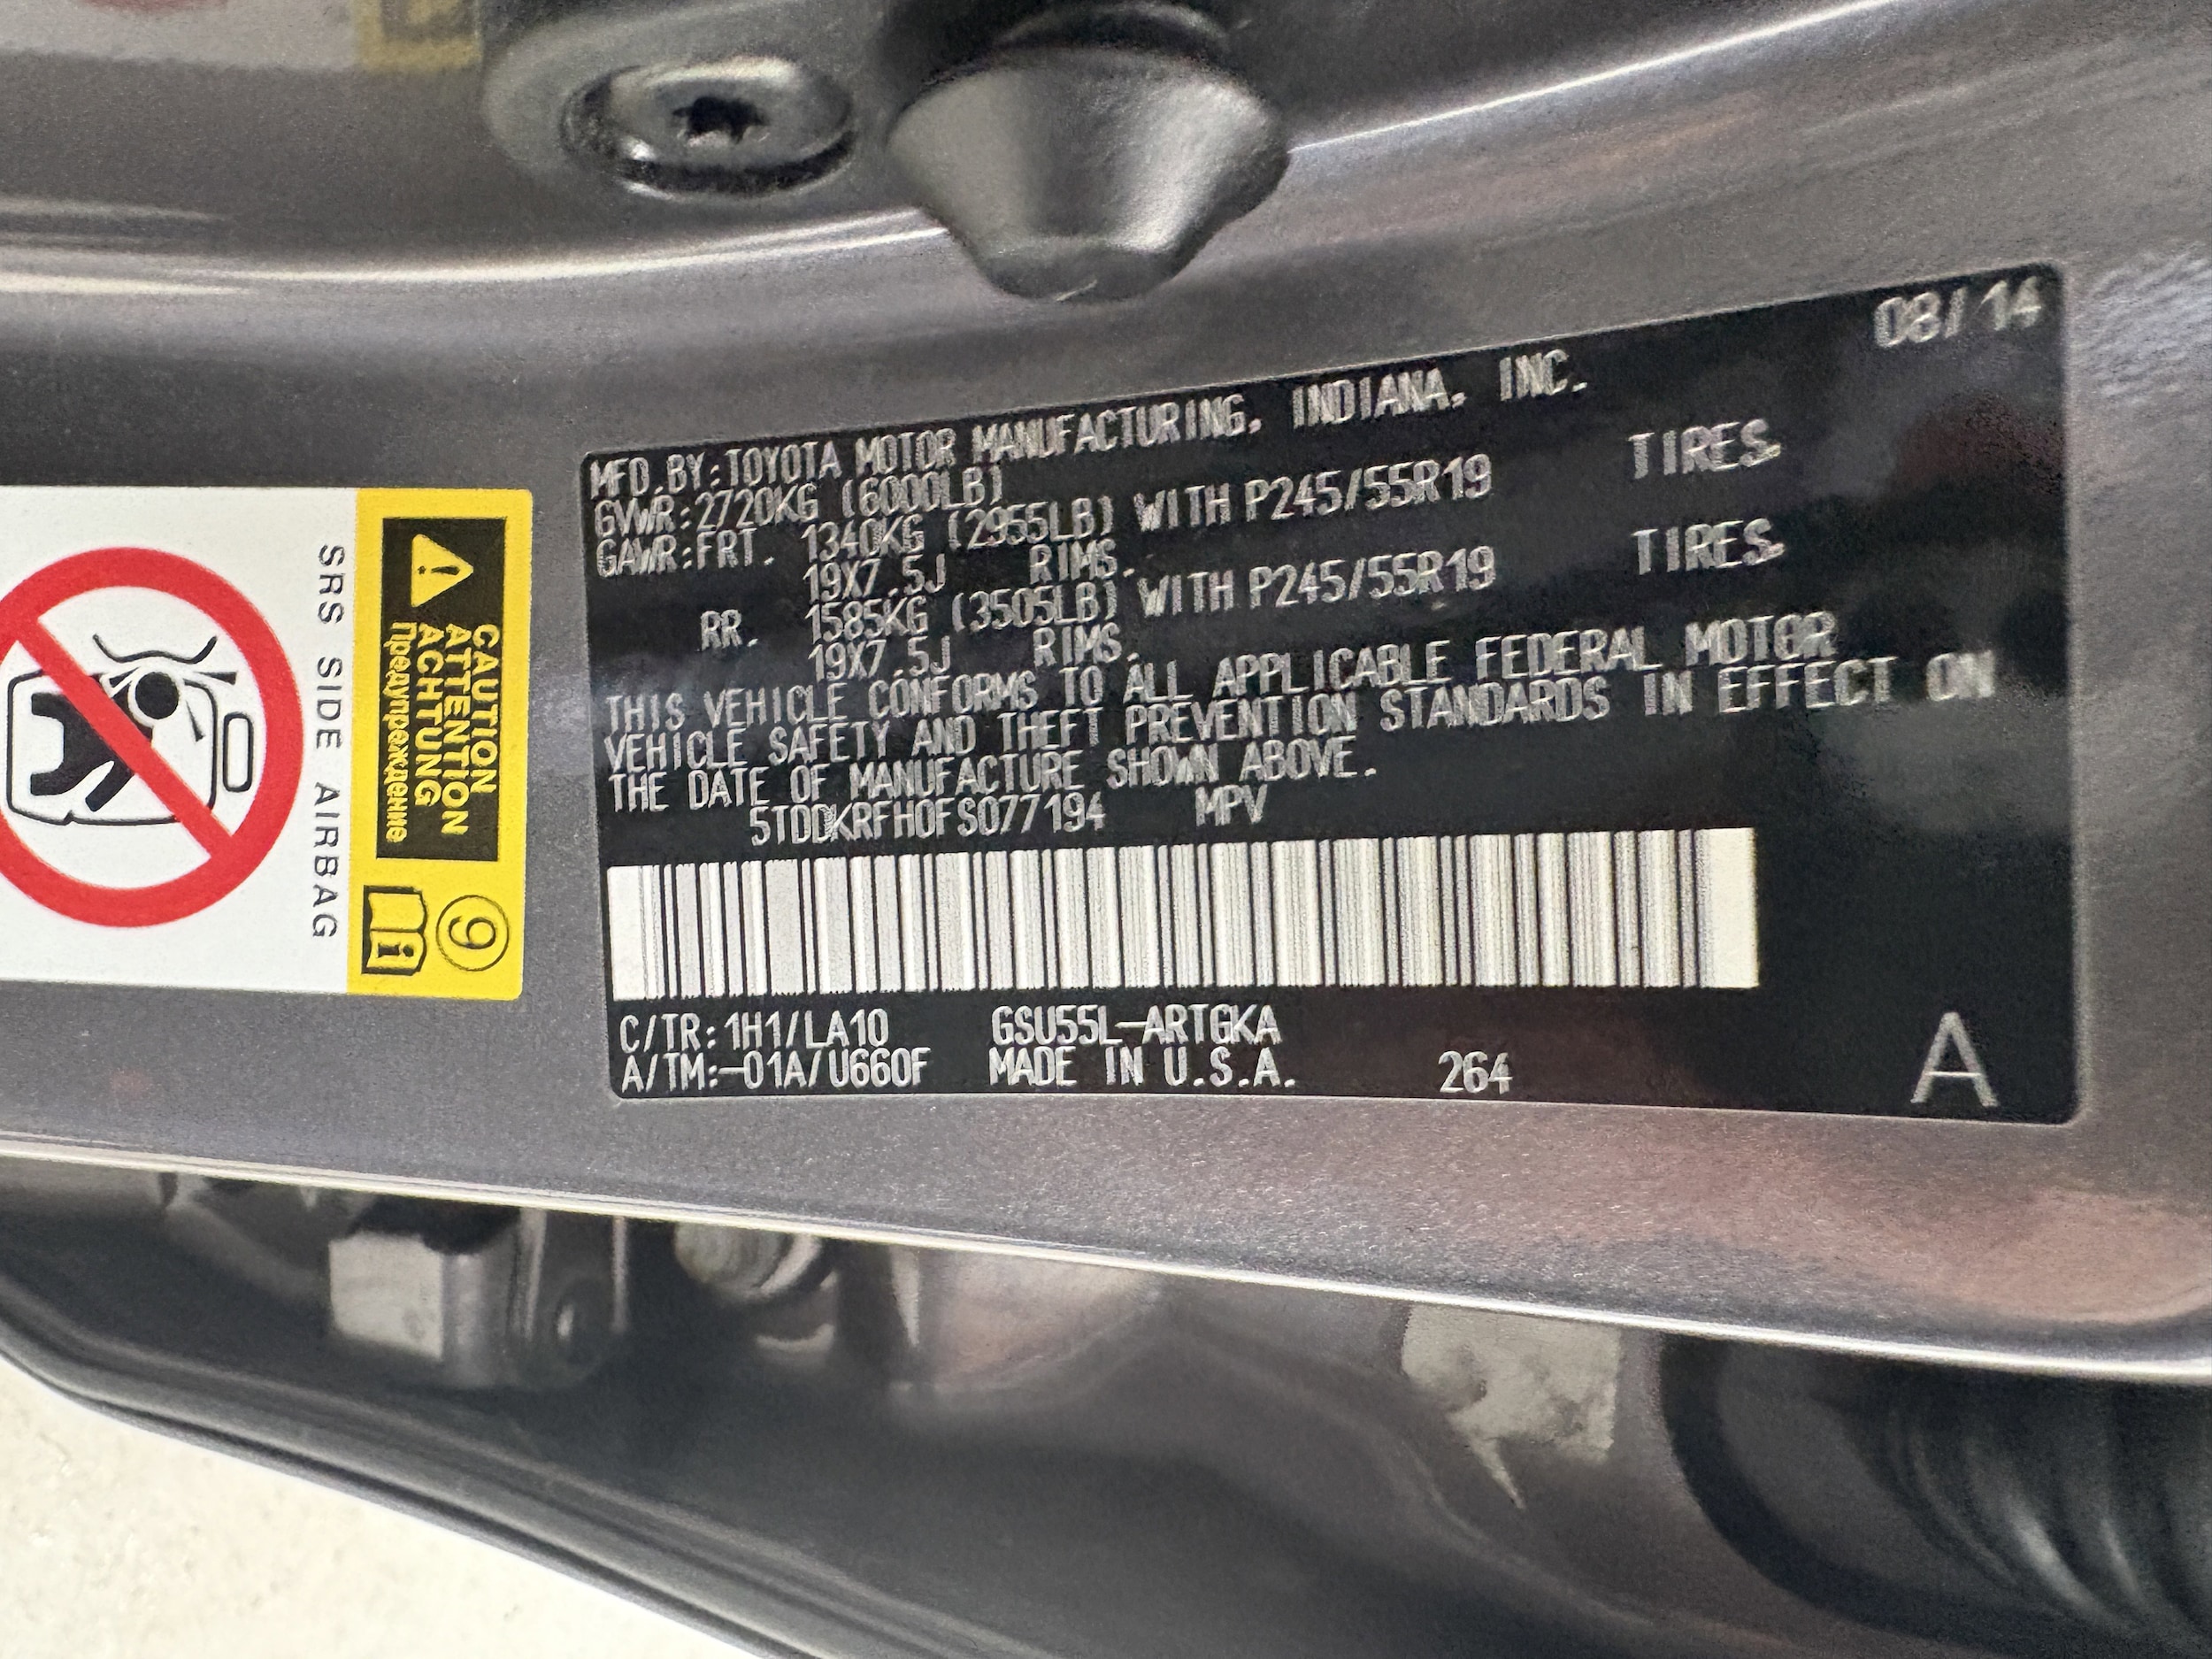 08/14
MFD.BY:TOYOTA MOTOR MANUFACTURING, INDIANA, INC.
GVWR:2720KG (6000LB)
GAWR:FRT. 1340KG (2955LB) WITH P245/55R19 TIRES
19X7.5J RIMS.
RR. 1585KG (3505LB) WITH P245/55R19 TIRES
19X7.5J RIMS.
THIS VEHICLE CONFORMS TO ALL APPLICABLE FEDERAL MOTOR
VEHICLE SAFETY AND THEFT PREVENTION STANDARDS IN EFFECT ON
THE DATE OF MANUFACTURE SHOWN ABOVE.
5TDDKRFH0FS077194 MPV
C/TR:1H1/LA10 GSU55L-ARTGKA
A/TM:-01A/U660F MADE IN U.S.A. 264
A
CAUTION
ATTENTION
ACHTUNG
Предупреждение
9
i
SRS SIDE AIRBAG